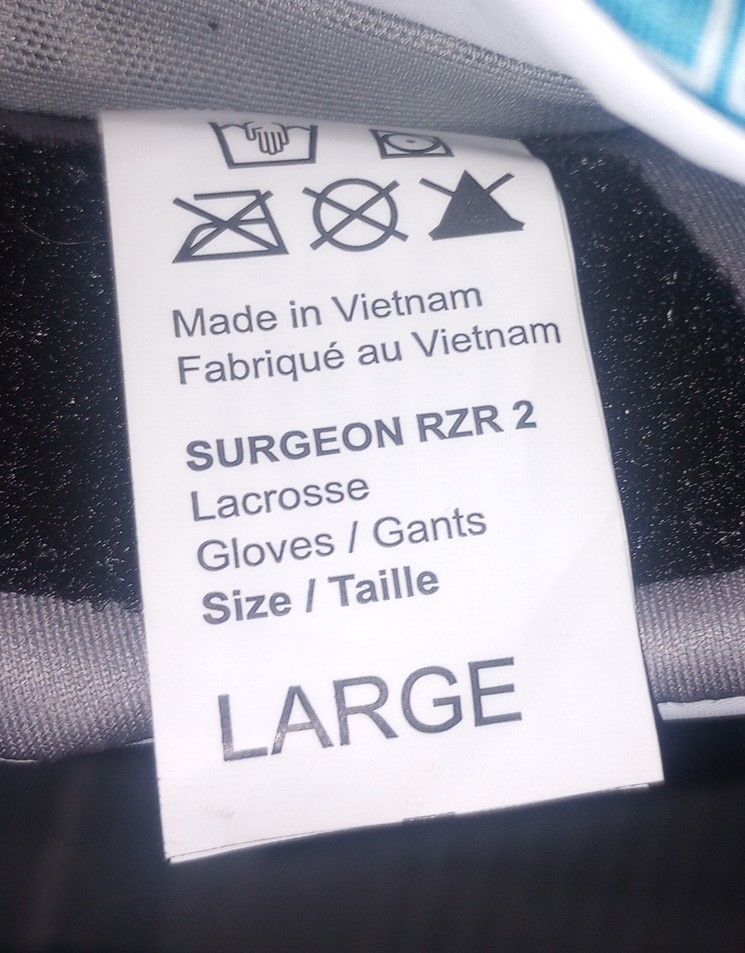 Made in Vietnam
Fabriqué au Vietnam
SURGEON RZR 2
Lacrosse
Gloves / Gants
Size / Taille
LARGE